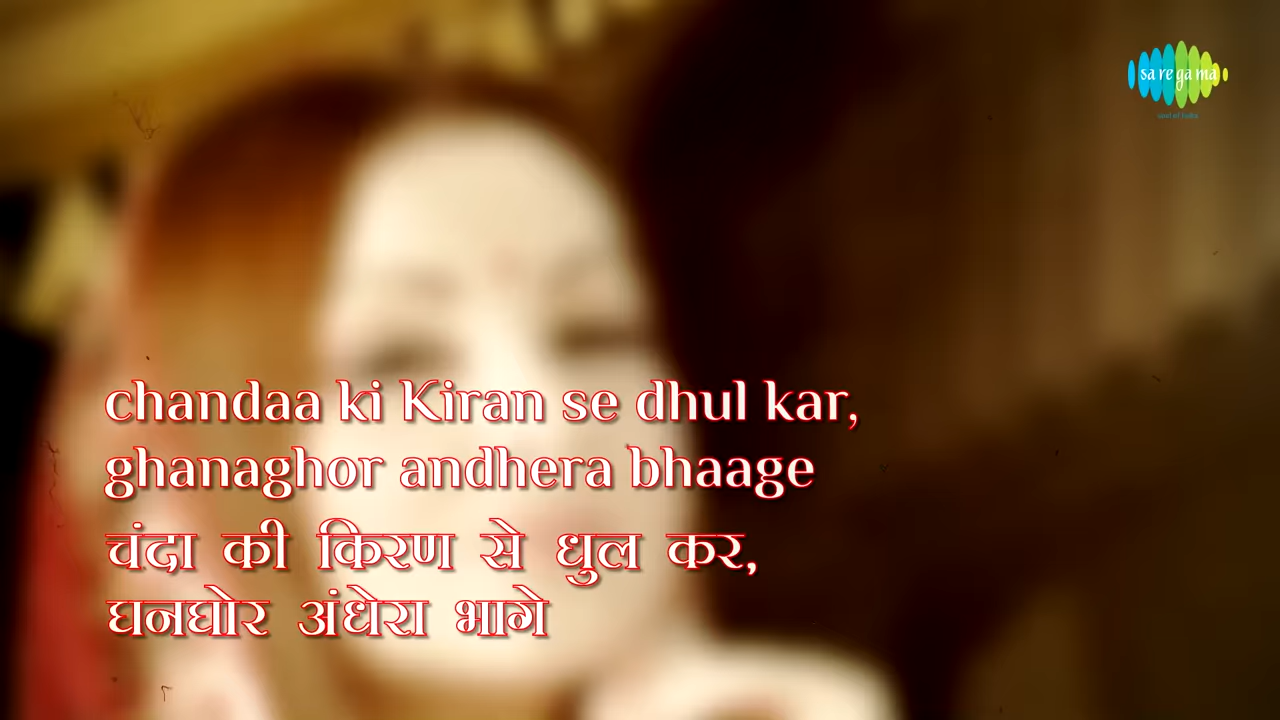 sa re ga ma
chandaa ki Kiran se dhul kar,
ghanaghor andhera bhaage
चंदा की किरण से धुल कर,
घनघोर अंधेरा भागे